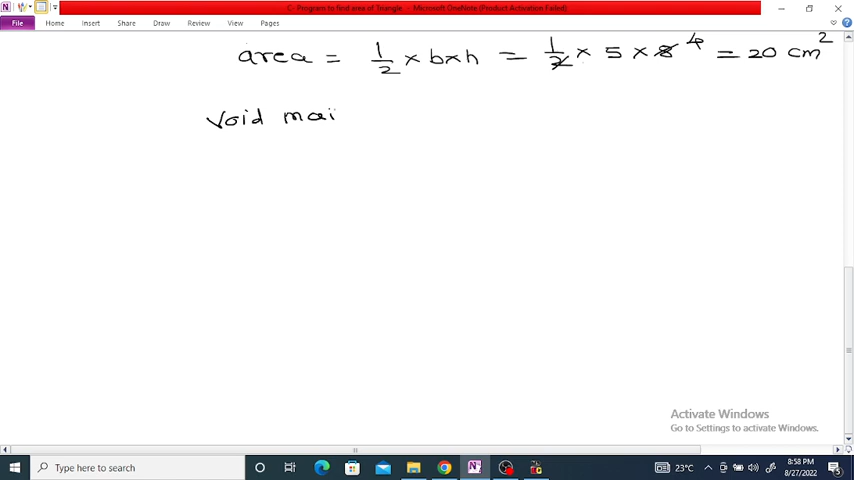 C- Program to find area of Triangle - Microsoft OneNote (Product Activation Failed)
File Home Insert Share Draw Review View Pages
area = 1/2 × b×h = 1/2 × 5 × 8 4 = 20 cm²
void mai
Activate Windows
Go to Settings to activate Windows.
Type here to search
23°C
8:58 PM
8/27/2022
5